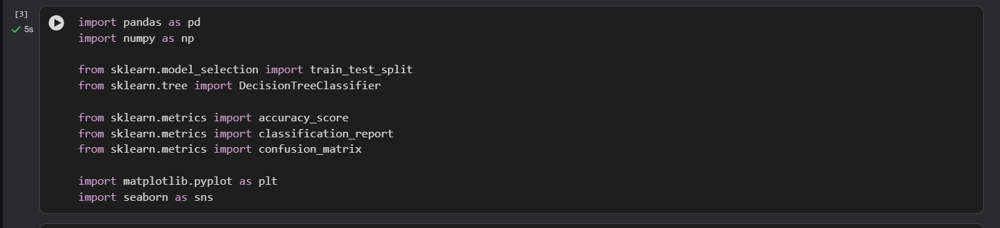 [3]
5s
import pandas as pd
import numpy as np
from sklearn.model_selection import train_test_split
from sklearn.tree import DecisionTreeClassifier
from sklearn.metrics import accuracy_score
from sklearn.metrics import classification_report
from sklearn.metrics import confusion_matrix
import matplotlib.pyplot as plt
import seaborn as sns